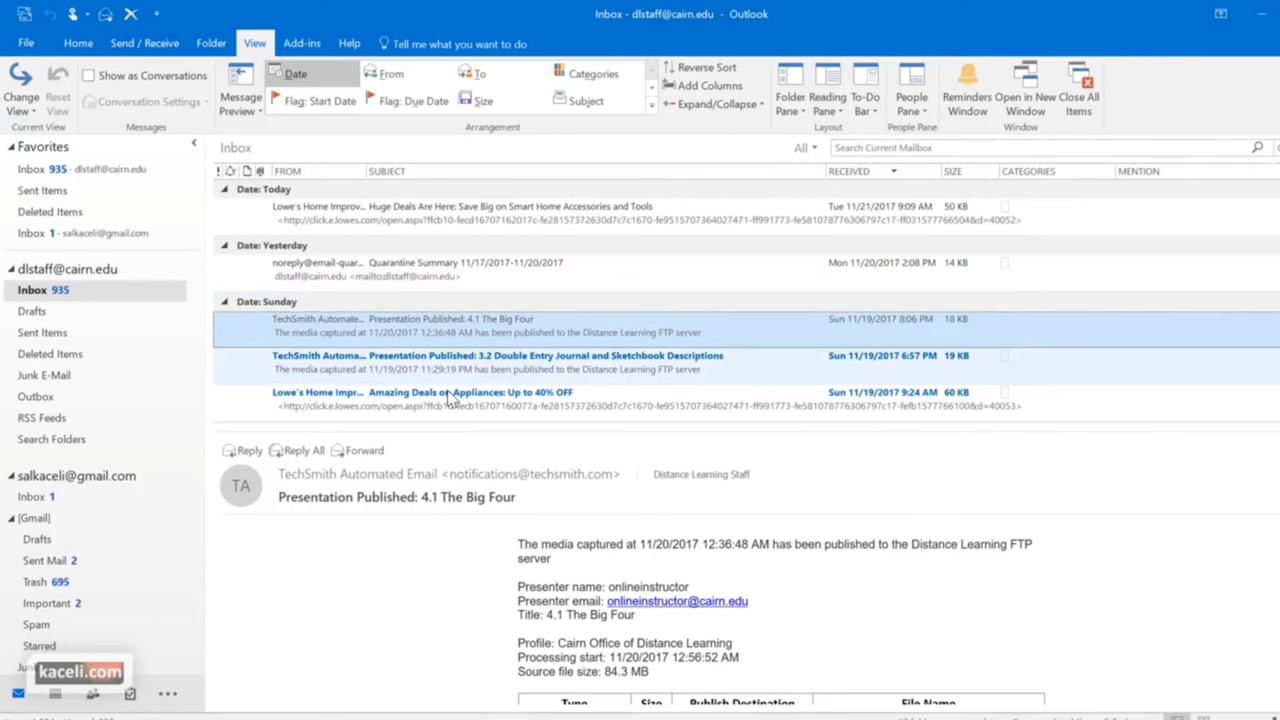 Inbox - dlstaff@cairn.edu - Outlook
File Home Send / Receive Folder View Add-ins Help Tell me what you want to do
Change View
Reset View
Current View
Show as Conversations
Conversation Settings
Messages
Message Preview
Date From To Categories
Flag: Start Date Flag: Due Date Size Subject
Arrangement
Reverse Sort
Add Columns
Expand/Collapse
Folder Pane
Reading Pane
To-Do Bar
Layout
People Pane
People Pane
Reminders Window
Open in New Window
Close All Items
Window
Favorites
Inbox 935 - dlstaff@cairn.edu
Sent Items
Deleted Items
Inbox 1 - salkaceli@gmail.com
dlstaff@cairn.edu
Inbox 935
Drafts
Sent Items
Deleted Items
Junk E-Mail
Outbox
RSS Feeds
Search Folders
salkaceli@gmail.com
Inbox 1
[Gmail]
Drafts
Sent Mail 2
Trash 695
Important 2
Spam
Starred
kaceli.com
Inbox All Search Current Mailbox
FROM SUBJECT RECEIVED SIZE CATEGORIES MENTION
Date: Today
Lowe's Home Improv... Huge Deals Are Here: Save Big on Smart Home Accessories and Tools Tue 11/21/2017 9:09 AM 50 KB
Date: Yesterday
noreply@email-quar... Quarantine Summary 11/17/2017-11/20/2017 Mon 11/20/2017 2:08 PM 14 KB
dlstaff@cairn.edu <mailto:dlstaff@cairn.edu>
Date: Sunday
TechSmith Automate... Presentation Published: 4.1 The Big Four Sun 11/19/2017 8:06 PM 18 KB
The media captured at 11/20/2017 12:36:48 AM has been published to the Distance Learning FTP server
TechSmith Automa... Presentation Published: 3.2 Double Entry Journal and Sketchbook Descriptions Sun 11/19/2017 6:57 PM 19 KB
The media captured at 11/19/2017 11:29:19 PM has been published to the Distance Learning FTP server
Lowe's Home Impr... Amazing Deals on Appliances: Up to 40% OFF Sun 11/19/2017 9:24 AM 60 KB
Reply Reply All Forward
TA
TechSmith Automated Email <notifications@techsmith.com> Distance Learning Staff
Presentation Published: 4.1 The Big Four
The media captured at 11/20/2017 12:36:48 AM has been published to the Distance Learning FTP
server
Presenter name: onlineinstructor
Presenter email: onlineinstructor@cairn.edu
Title: 4.1 The Big Four
Profile: Cairn Office of Distance Learning
Processing start: 11/20/2017 12:56:52 AM
Source file size: 84.3 MB
Type Size Publish Destination File Name